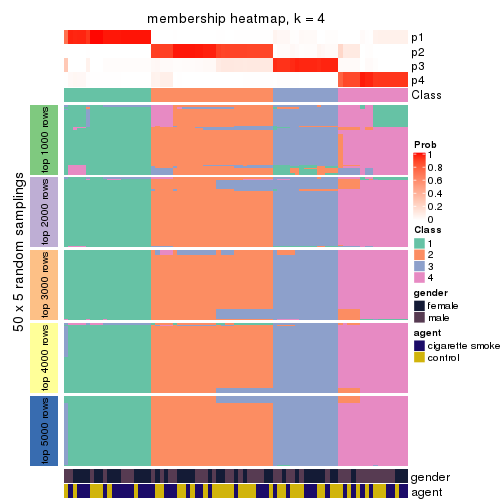 membership heatmap, k = 4
p1
p2
p3
p4
Class
50 x 5 random samplings
top 1000 rows
top 2000 rows
top 3000 rows
top 4000 rows
top 5000 rows
gender
agent
Prob
1
0.8
0.6
0.4
0.2
0
Class
1
2
3
4
gender
female
male
agent
cigarette smoke
control